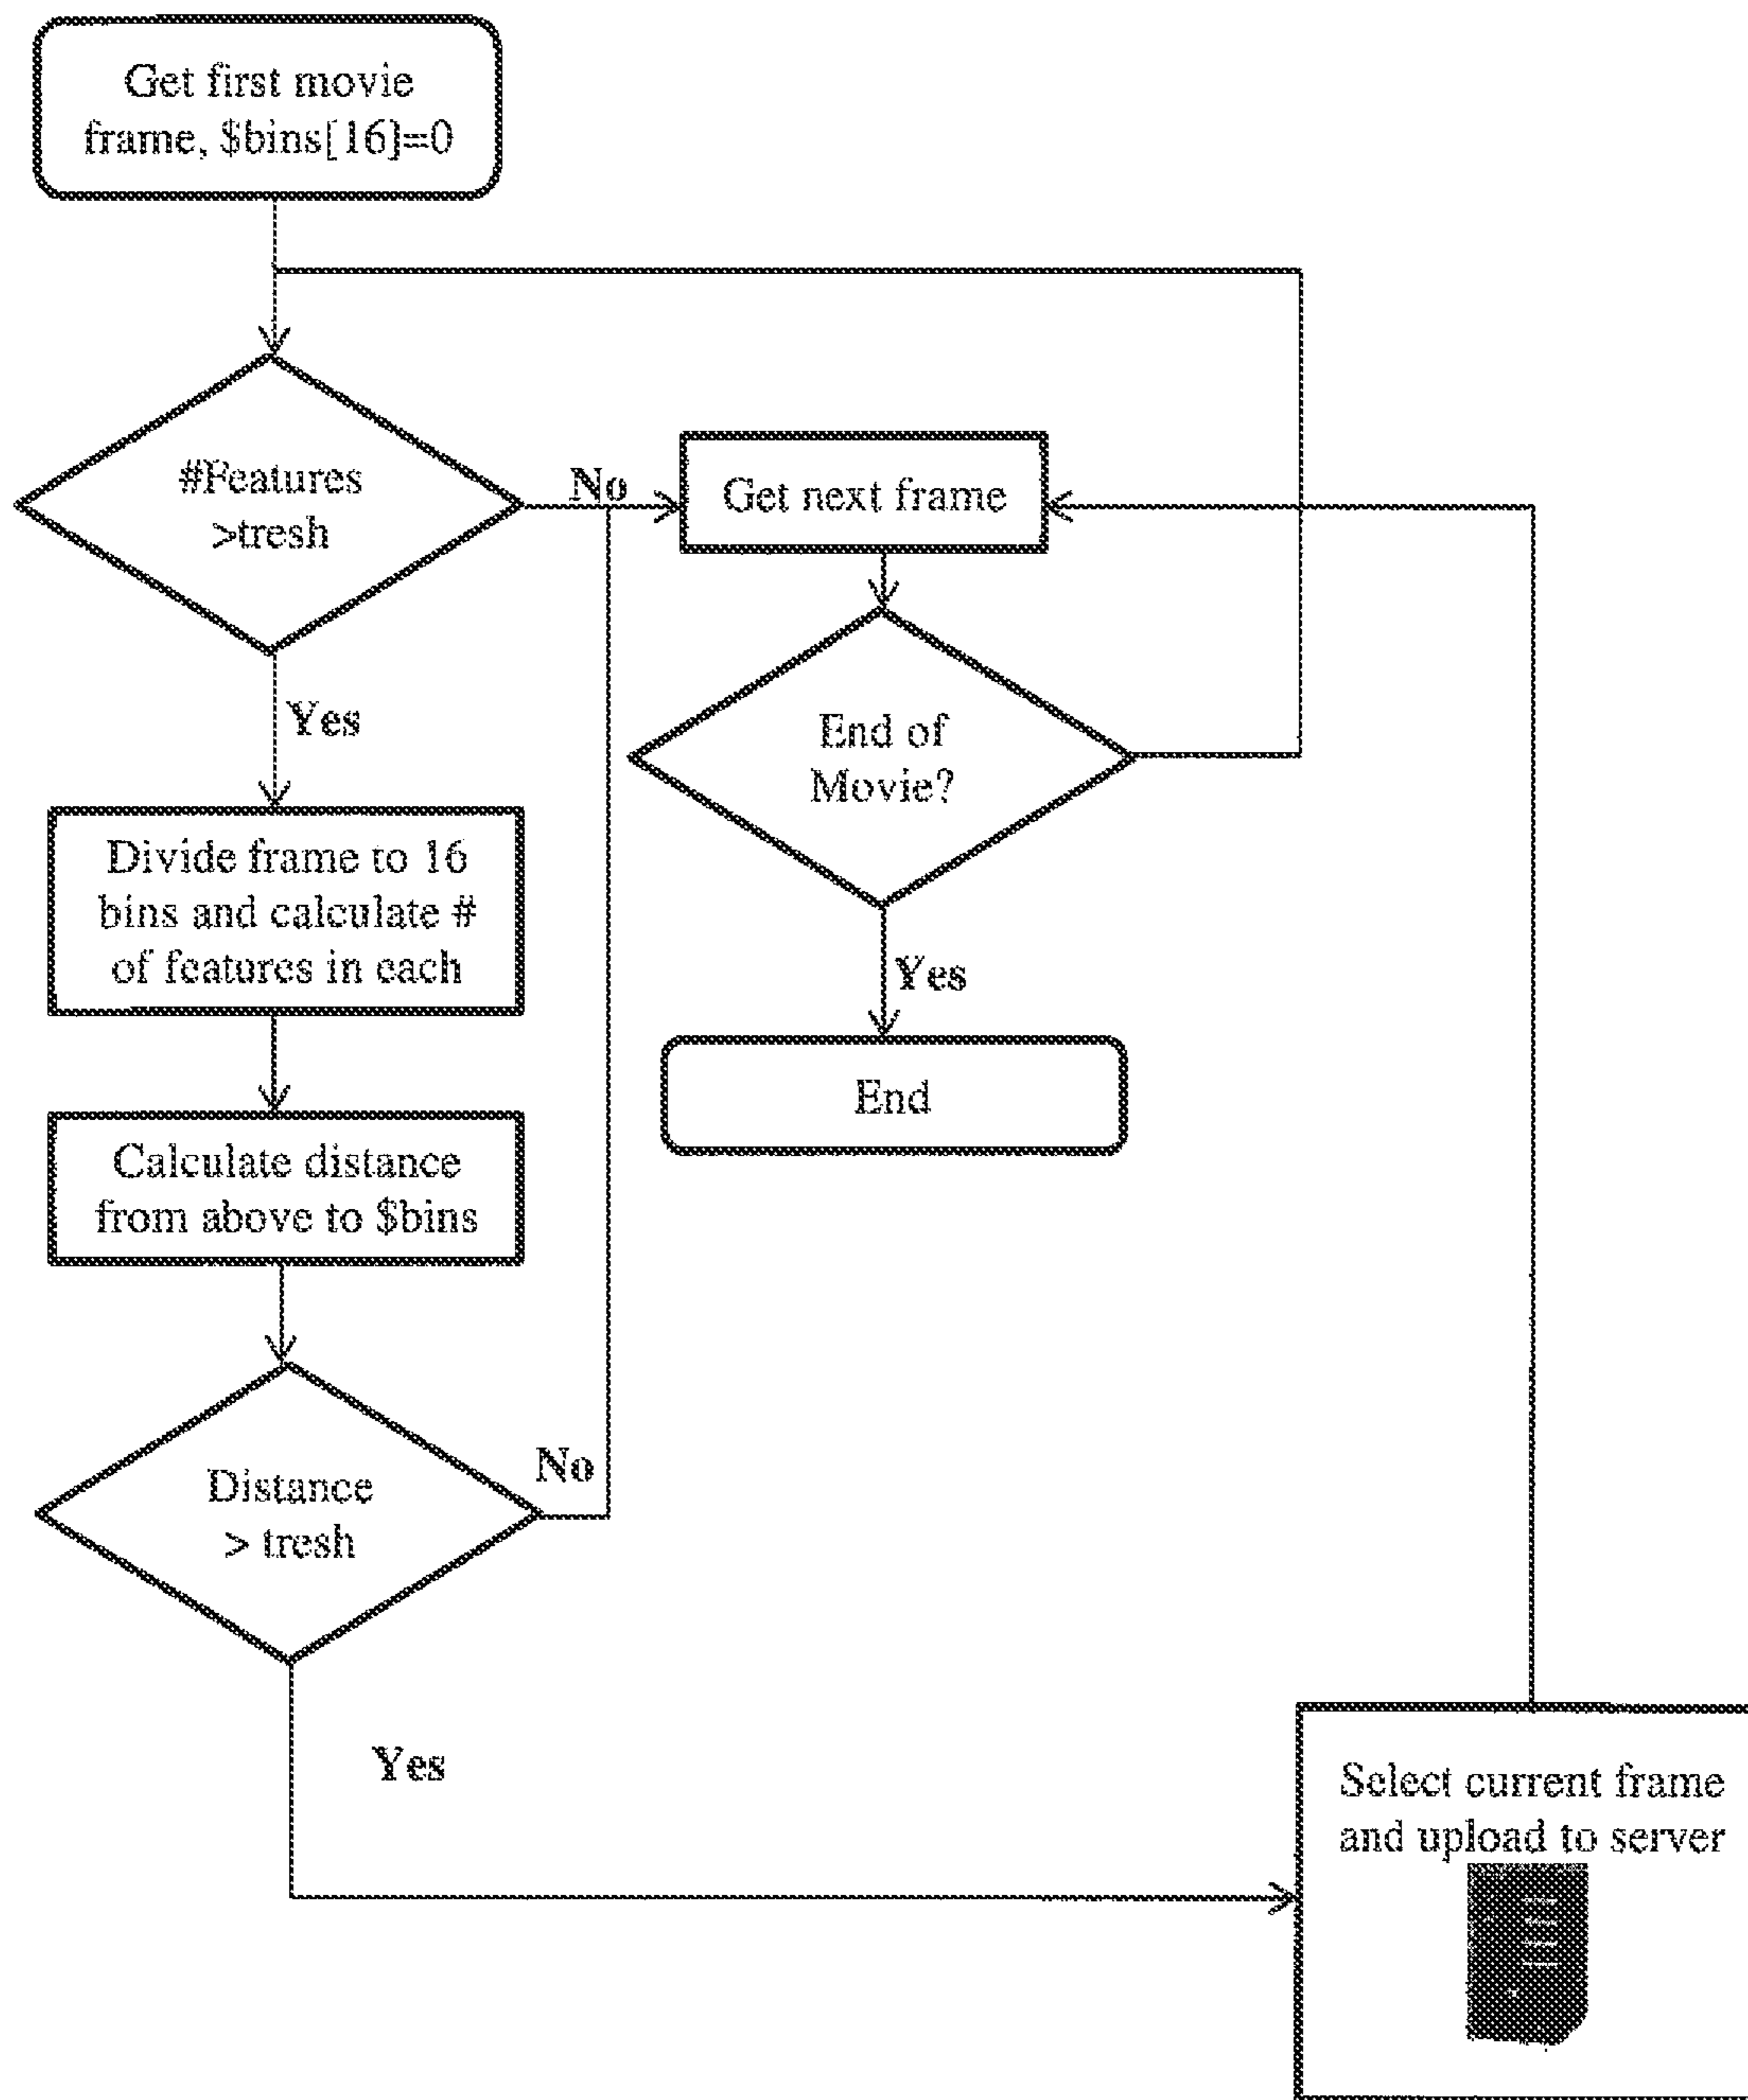 Get first movie
frame, $bins[16]=0
#Features
>tresh
No
Get next frame
Yes
End of
Movie?
Divide frame to 16
bins and calculate #
of features in each
Yes
End
Calculate distance
from above to $bins
Distance
> tresh
No
Yes
Select current frame
and upload to server